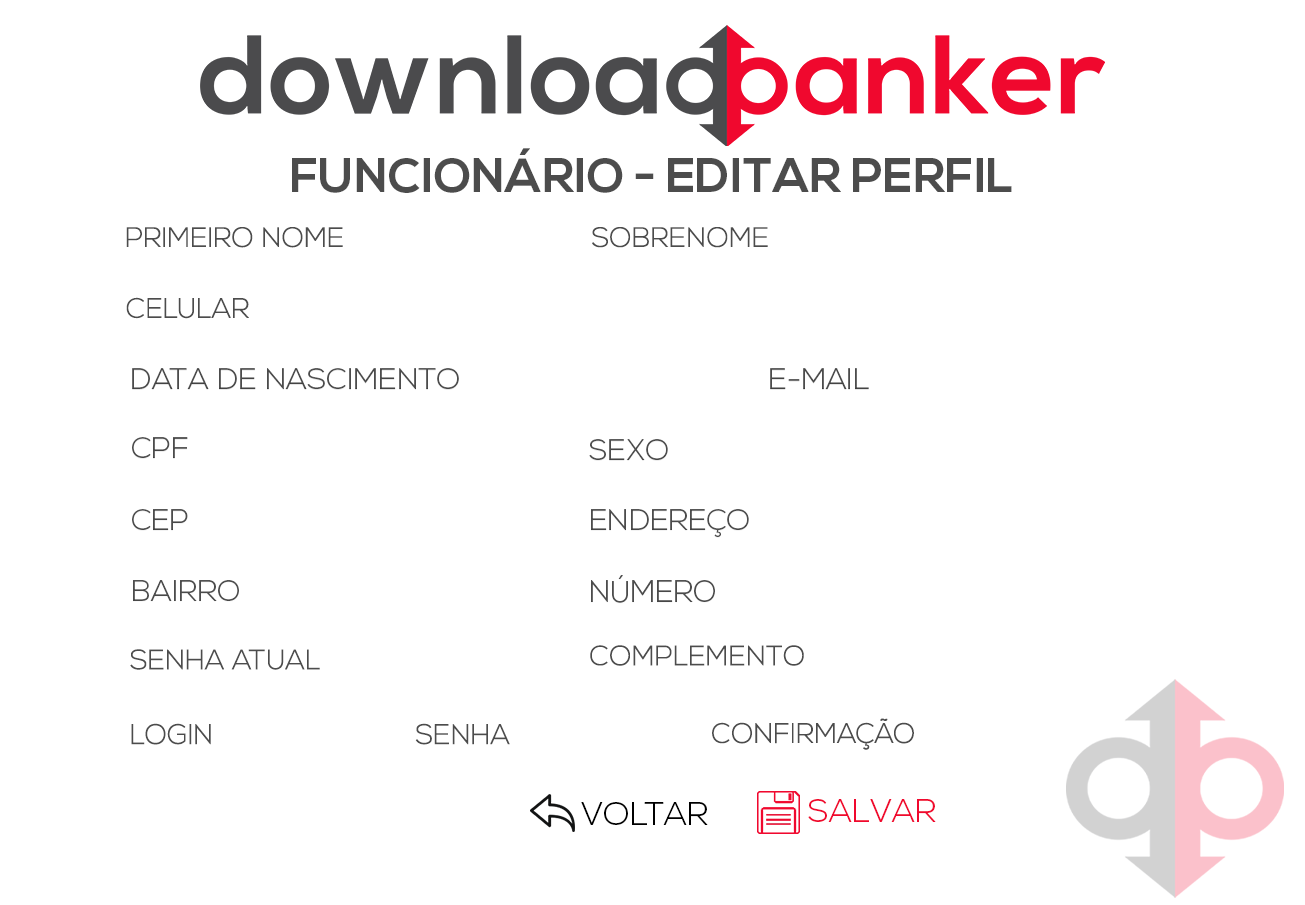 downloadbanker
FUNCIONÁRIO - EDITAR PERFIL
PRIMEIRO NOME SOBRENOME
CELULAR
DATA DE NASCIMENTO E-MAIL
CPF SEXO
CEP ENDEREÇO
BAIRRO NÚMERO
SENHA ATUAL COMPLEMENTO
LOGIN SENHA CONFIRMAÇÃO
VOLTAR SALVAR
db